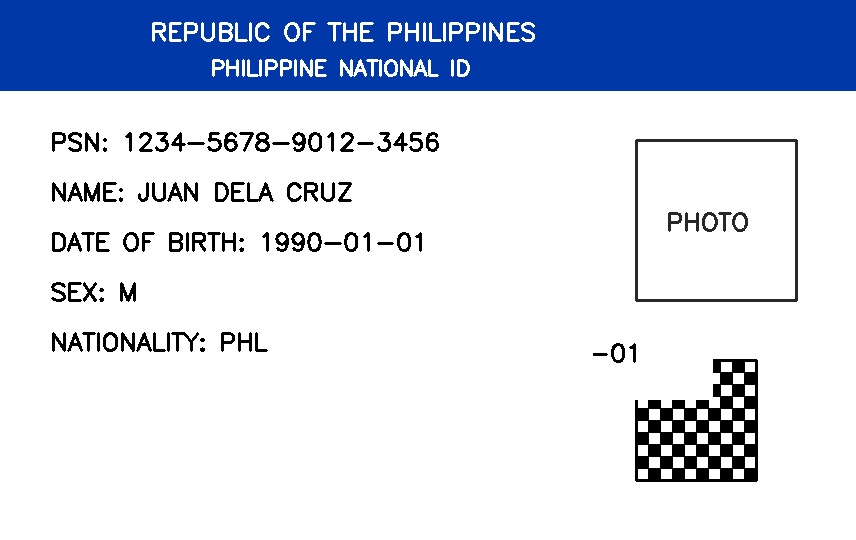 REPUBLIC OF THE PHILIPPINES
PHILIPPINE NATIONAL ID
PSN: 1234-5678-9012-3456
NAME: JUAN DELA CRUZ
DATE OF BIRTH: 1990-01-01
SEX: M
NATIONALITY: PHL
PHOTO
-01